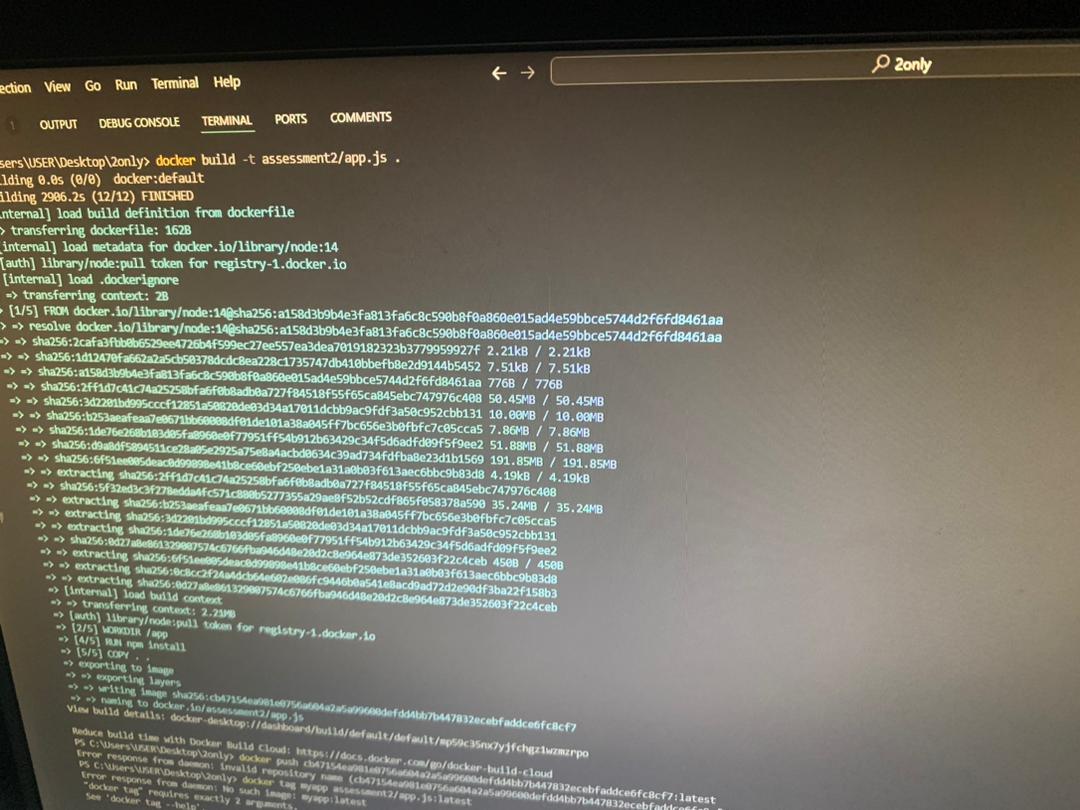 ection View Go Run Terminal Help
2only
1 OUTPUT DEBUG CONSOLE TERMINAL PORTS COMMENTS
sers\USER\Desktop\2only> docker build -t assessment2/app.js .
lding 0.0s (0/0) docker:default
ilding 2906.2s (12/12) FINISHED
nternal] load build definition from dockerfile
> transferring dockerfile: 162B
[internal] load metadata for docker.io/library/node:14
[auth] library/node:pull token for registry-1.docker.io
[internal] load .dockerignore
=> transferring context: 2B
> [1/5] FROM docker.io/library/node:14@sha256:a158d3b9b4e3fa813fa6c8c590b8f0a860e015ad4e59bbce5744d2f6fd8461aa
=> => resolve docker.io/library/node:14@sha256:a158d3b9b4e3fa813fa6c8c590b8f0a860e015ad4e59bbce5744d2f6fd8461aa
=> => sha256:2cafa3fbb0b6529ee4726b4f599ec27ee557ea3dea7019182323b3779959927f 2.21kB / 2.21kB
=> => sha256:1d12470fa662a2a5cb50378dcdc8ea228c1735747db410bbefb8e2d9144b5452 7.51kB / 7.51kB
=> => sha256:a158d3b9b4e3fa813fa6c8c590b8f0a860e015ad4e59bbce5744d2f6fd8461aa 776B / 776B
=> => sha256:2ff1d7c41c74a25258bfa6f0b8adb0a727f84518f55f65ca845ebc747976c408 50.45MB / 50.45MB
=> => sha256:3d2201bd995cccf12851a50820de03d34a17011dcbb9ac9fdf3a50c952cbb131 10.00MB / 10.00MB
=> => sha256:b253aeafeaa7e0671bb60008df01de101a38a045ff7bc656e3b0fbfc7c05cca5 7.86MB / 7.86MB
=> => sha256:1de76e268b103d05fa8960e0f77951ff54b912b63429c34f5d6adfd09f5f9ee2 51.88MB / 51.88MB
=> => sha256:d9a8df5894511ce28a05e2925a75e8a4acbd0634c39ad734fdfba8e23d1b1569 191.85MB / 191.85MB
=> => sha256:6f51ee005deac0d99898e41b8ce60ebf250ebe1a31a0b03f613aec6bbc9b83d8 4.19kB / 4.19kB
=> => extracting sha256:2ff1d7c41c74a25258bfa6f0b8adb0a727f84518f55f65ca845ebc747976c408
=> => sha256:5f32ed3c3f278edda4fc571c880b5277355a29ae8f52b52cdf865f058378a590 35.24MB / 35.24MB
=> => extracting sha256:b253aeafeaa7e0671bb60008df01de101a38a045ff7bc656e3b0fbfc7c05cca5
=> => extracting sha256:3d2201bd995cccf12851a50820de03d34a17011dcbb9ac9fdf3a50c952cbb131
=> => extracting sha256:1de76e268b103d05fa8960e0f77951ff54b912b63429c34f5d6adfd09f5f9ee2
=> => sha256:0d27a8e861329007574c6766fba946d48e20d2c8e964e873de352603f22c4ceb 450B / 450B
=> => extracting sha256:6f51ee005deac0d99898e41b8ce60ebf250ebe1a31a0b03f613aec6bbc9b83d8
=> => extracting sha256:0c8cc2f24a4dcb64e602e086fc9446b0a541e8acd9ad72d2e90df3ba22f158b3
=> => extracting sha256:0d27a8e861329007574c6766fba946d48e20d2c8e964e873de352603f22c4ceb
=> [internal] load build context
=> => transferring context: 2.21MB
=> [auth] library/node:pull token for registry-1.docker.io
=> [2/5] WORKDIR /app
=> [4/5] RUN npm install
=> [5/5] COPY . .
=> exporting to image
=> => exporting layers
=> => writing image sha256:cb47154ea981e0756a604a2a5a99600defdd4bb7b447832ecebfaddce6fc8cf7
=> => naming to docker.io/assessment2/app.js
View build details: docker-desktop://dashboard/build/default/default/mp59c35nx7yjfchgz1wzmzrpo
Reduce build time with Docker Build Cloud: https://docs.docker.com/go/docker-build-cloud
PS C:\Users\USER\Desktop\2only> docker push cb47154ea981e0756a604a2a5a99600defdd4bb7b447832ecebfaddce6fc8cf7:latest
Error response from daemon: invalid repository name (cb47154ea981e0756a604a2a5a99600defdd4bb7b447832ecebfaddce6fc8cf7
PS C:\Users\USER\Desktop\2only> docker tag myapp assessment2/app.js:latest
Error response from daemon: No such image: myapp:latest
"docker tag" requires exactly 2 arguments.
See 'docker tag --help'.